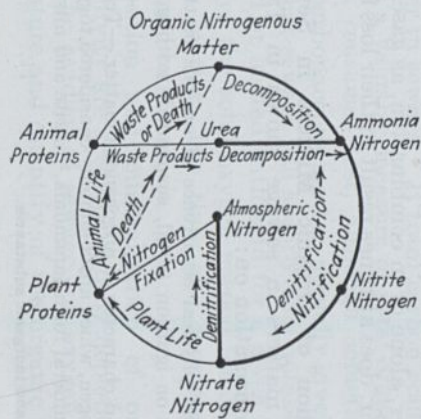 Organic Nitrogenous
Matter
Waste Products
or Death
Decomposition
Animal
Proteins
Urea
Ammonia
Nitrogen
Waste Products
Decomposition
Animal Life
Death
Atmospheric
Nitrogen
Nitrogen
Fixation
Denitrification
Denitrification
Nitrification
Nitrite
Nitrogen
Plant
Proteins
Plant Life
Nitrate
Nitrogen